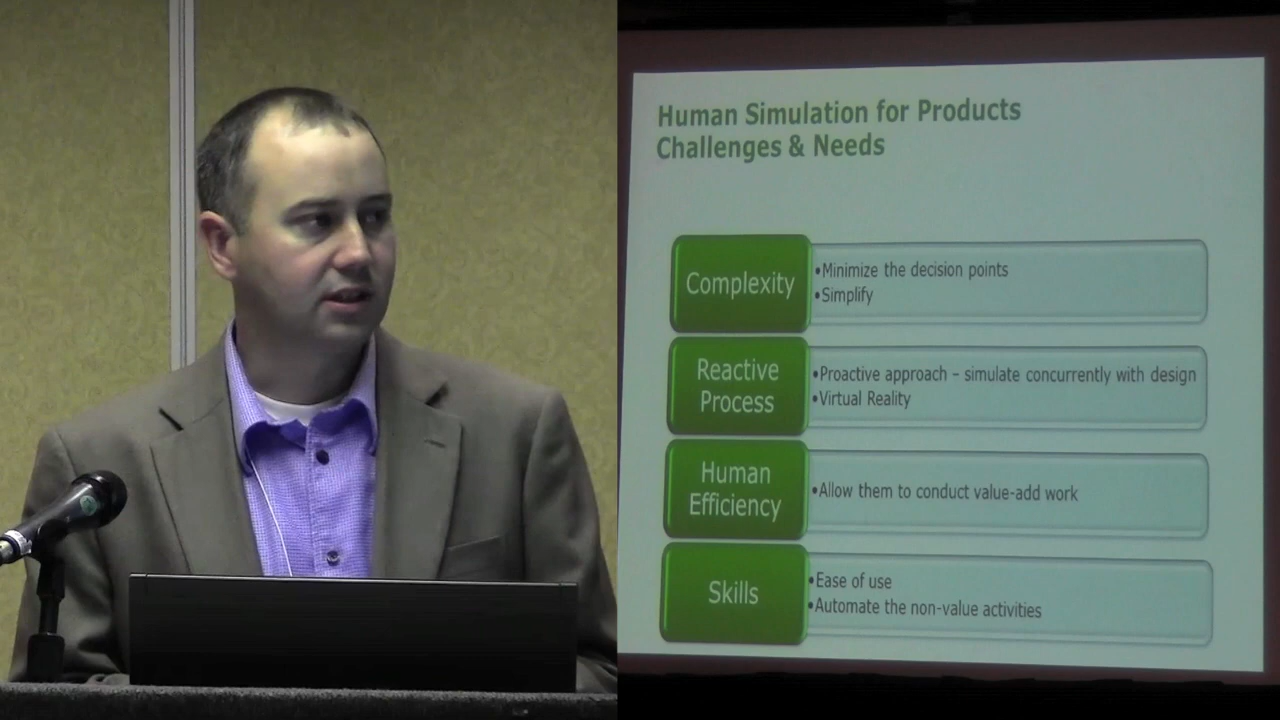 Human Simulation for Products
Challenges & Needs
Complexity
•Minimize the decision points
•Simplify
Reactive
Process
•Proactive approach – simulate concurrently with design
•Virtual Reality
Human
Efficiency
•Allow them to conduct value-add work
Skills
•Ease of use
•Automate the non-value activities